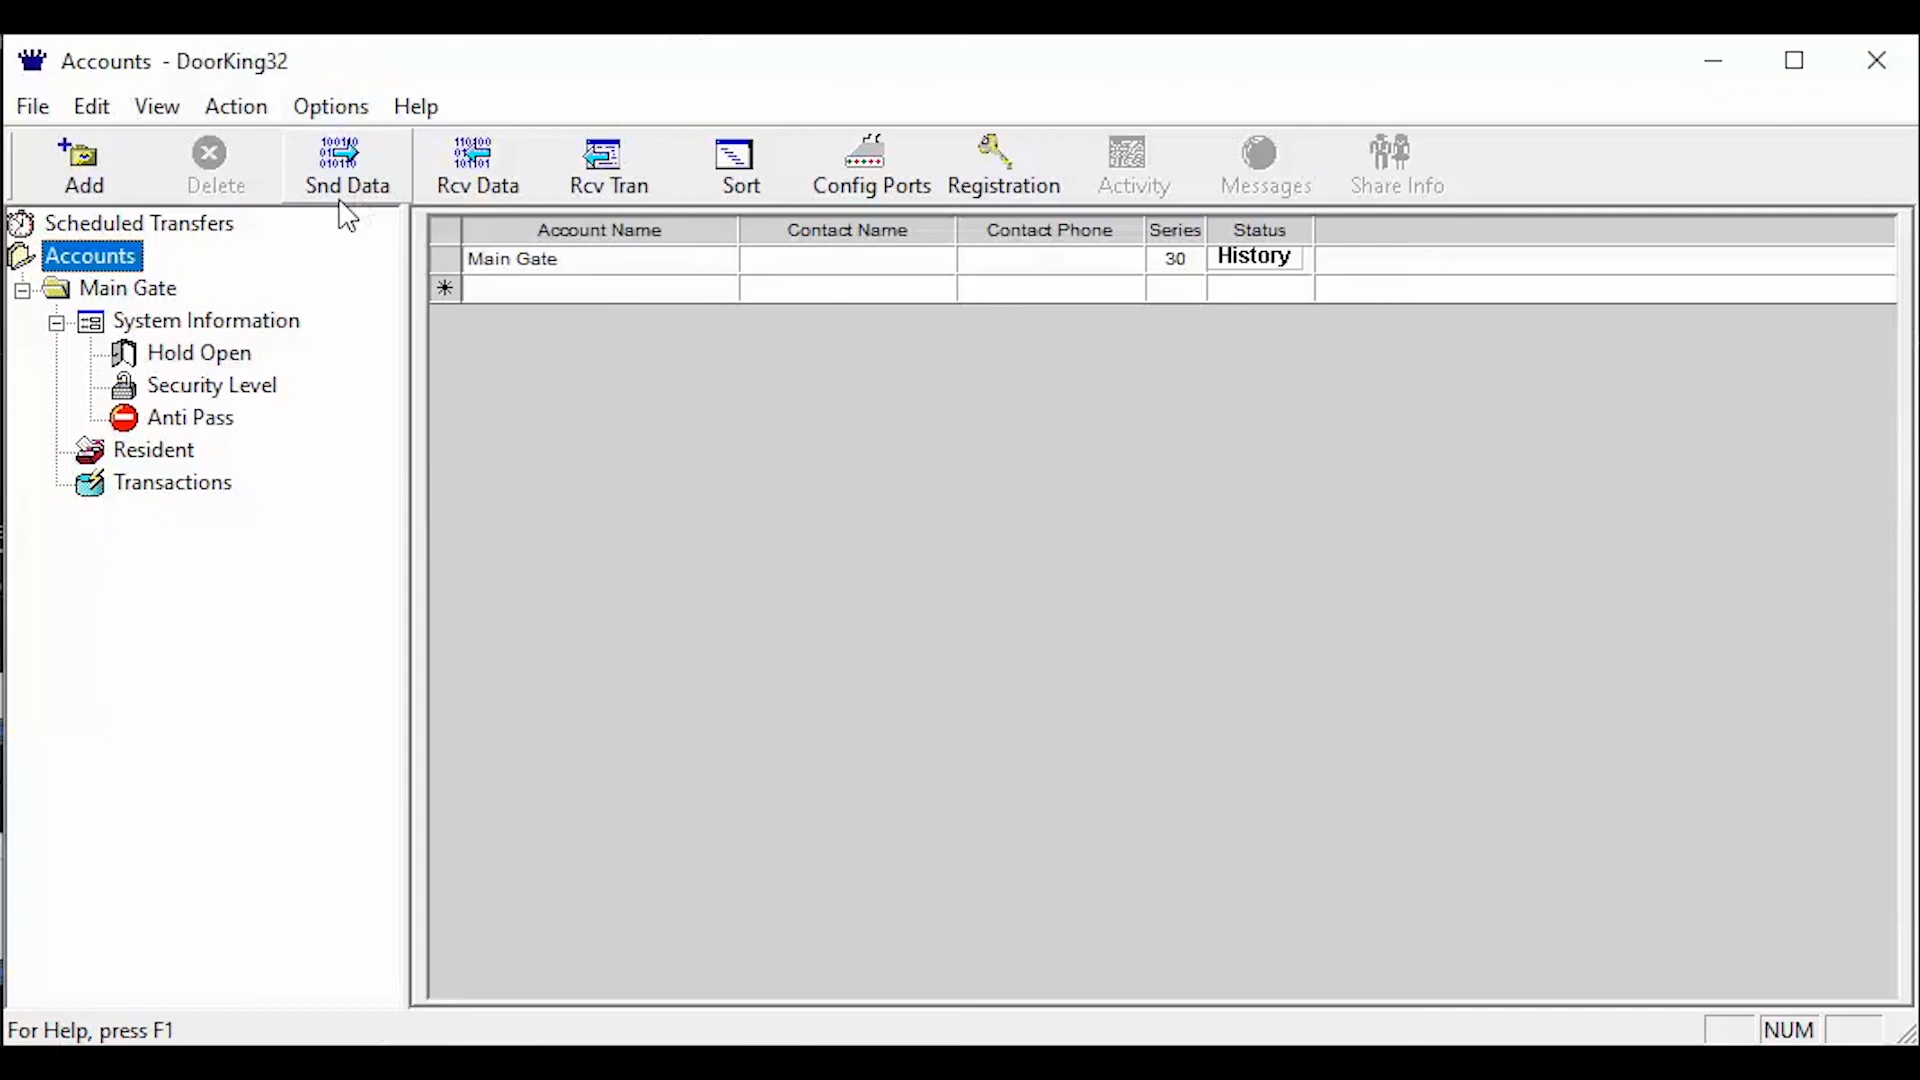 Accounts - DoorKing32
File Edit View Action Options Help
Add Delete Snd Data Rcv Data Rcv Tran Sort Config Ports Registration Activity Messages Share Info
Scheduled Transfers
Accounts
Main Gate
System Information
Hold Open
Security Level
Anti Pass
Resident
Transactions
Account Name Contact Name Contact Phone Series Status
Main Gate 30 History
For Help, press F1
NUM